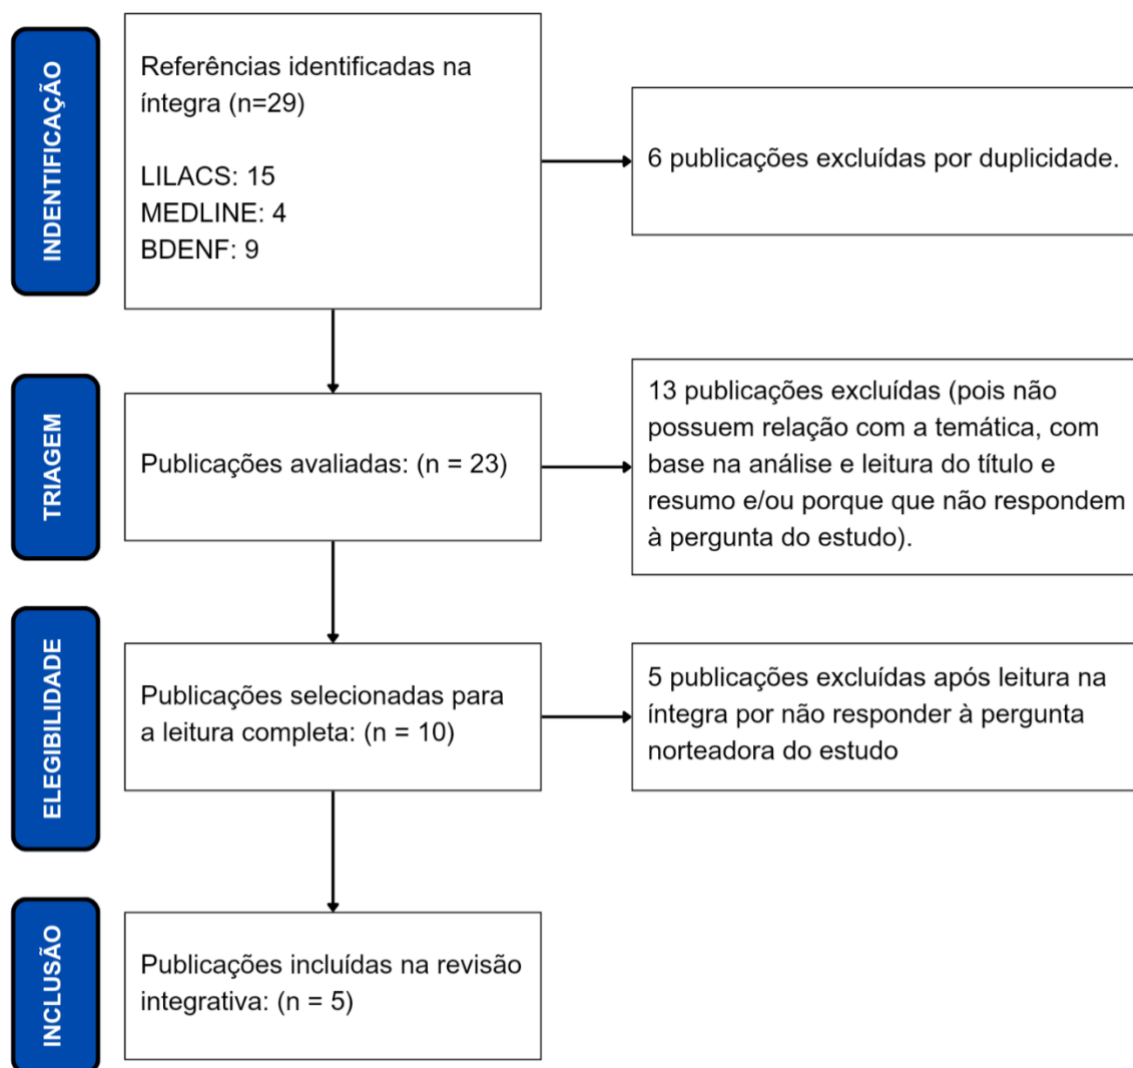 INDENTIFICAÇÃO
Referências identificadas na
íntegra (n=29)
LILACS: 15
MEDLINE: 4
BDENF: 9
6 publicações excluídas por duplicidade.
TRIAGEM
Publicações avaliadas: (n = 23)
13 publicações excluídas (pois não
possuem relação com a temática, com
base na análise e leitura do título e
resumo e/ou porque que não respondem
à pergunta do estudo).
ELEGIBILIDADE
Publicações selecionadas para
a leitura completa: (n = 10)
5 publicações excluídas após leitura na
íntegra por não responder à pergunta
norteadora do estudo
INCLUSÃO
Publicações incluídas na revisão
integrativa: (n = 5)